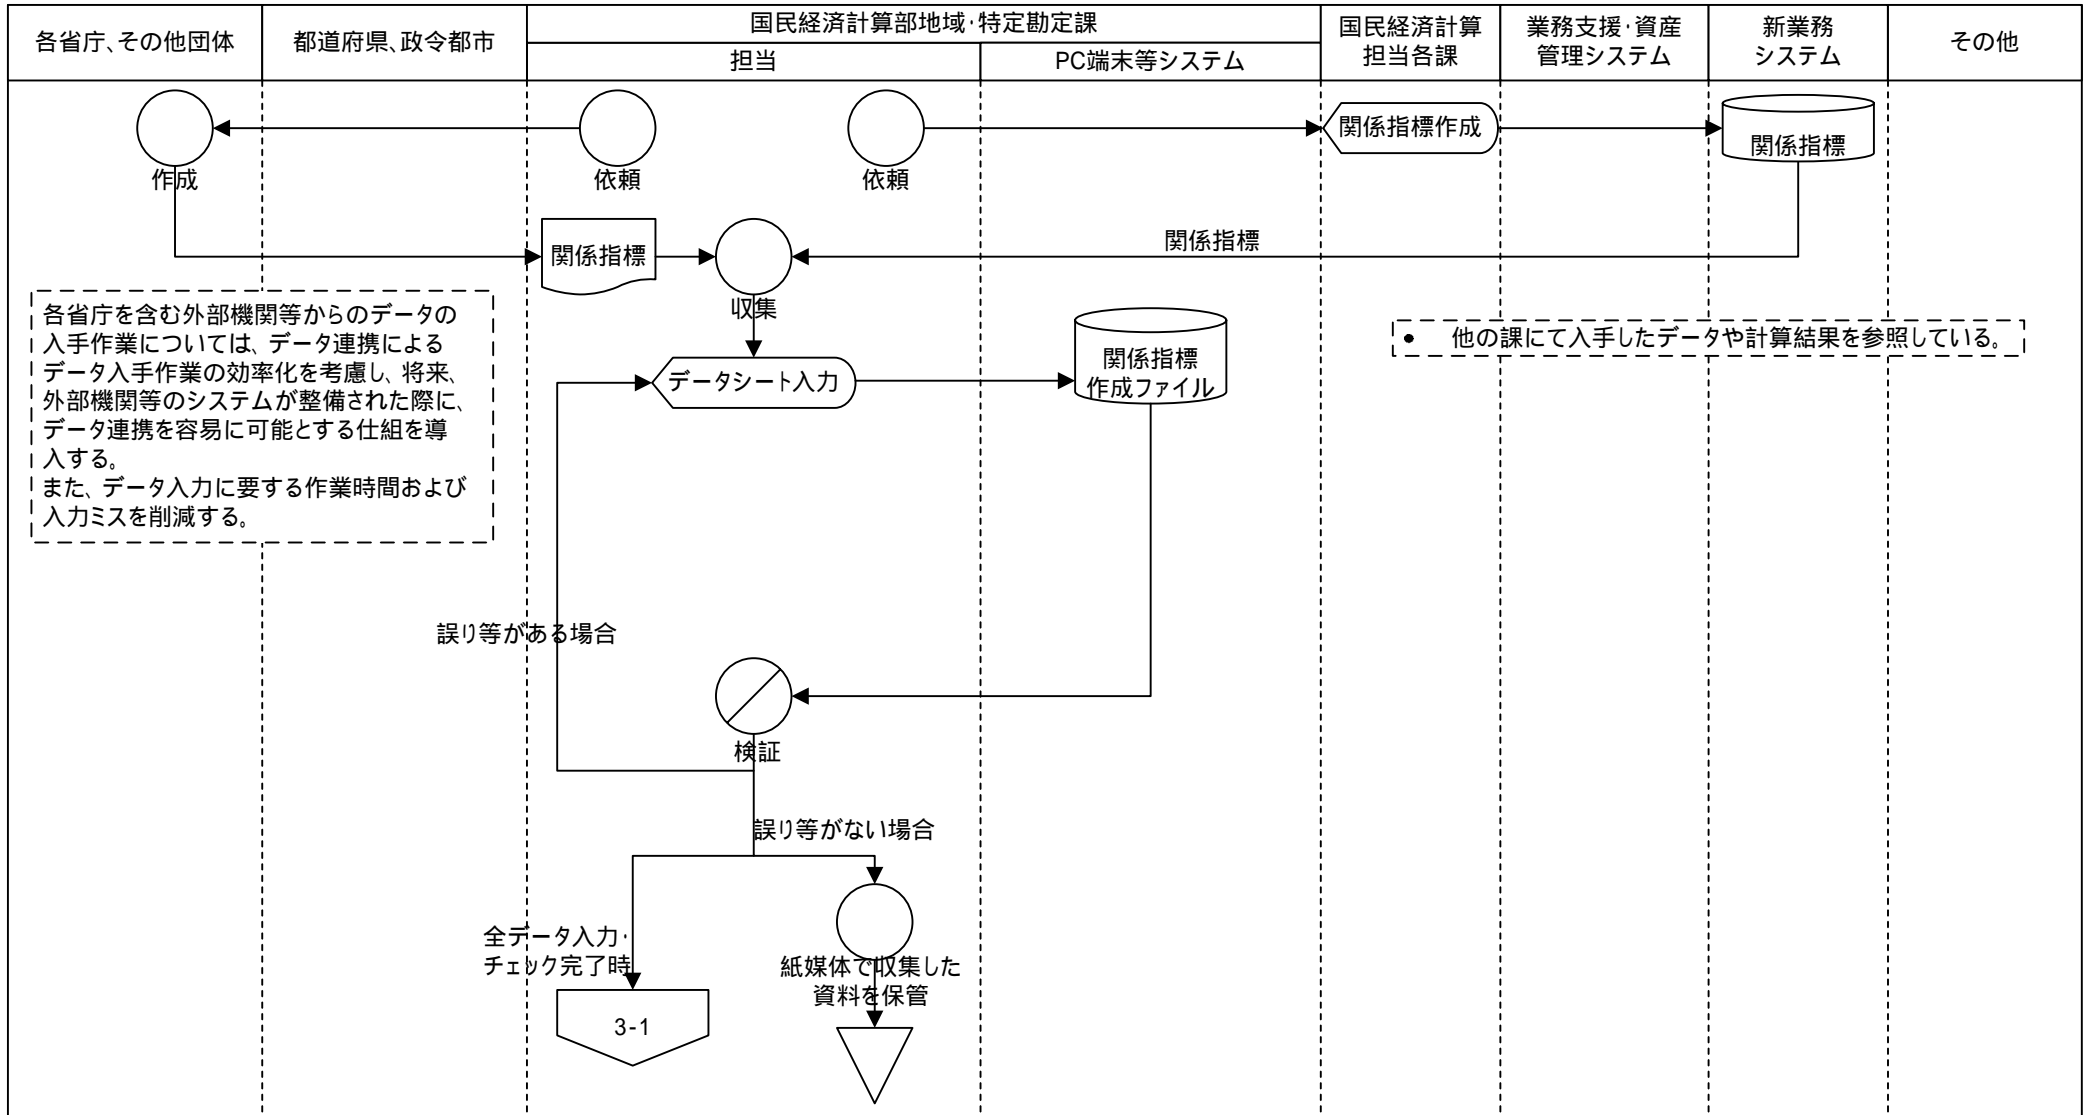 各省庁、その他団体
都道府県、政令都市
国民経済計算部地域・特定勘定課
担当
PC端末等システム
国民経済計算
担当各課
業務支援・資産
管理システム
新業務
システム
その他
作成
依頼
依頼
関係指標作成
関係指標
関係指標
収集
関係指標
各省庁を含む外部機関等からのデータの
入手作業については、データ連携による
データ入手作業の効率化を考慮し、将来、
外部機関等のシステムが整備された際に、
データ連携を容易に可能とする仕組を導
入する。
また、データ入力に要する作業時間および
入力ミスを削減する。
データシート入力
関係指標
作成ファイル
● 他の課にて入手したデータや計算結果を参照している。
誤り等がある場合
検証
誤り等がない場合
全データ入力・
チェック完了時
3-1
紙媒体で収集した
資料を保管